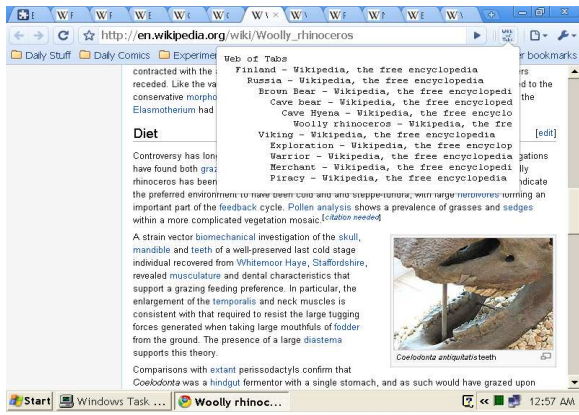 E W F W F W E W C W C W \ × W \ W F W M W E W V
http://en.wikipedia.org/wiki/Woolly_rhinoceros
Daily Stuff Daily Comics Experimen er bookmarks
Web of Tabs
Finland – Wikipedia, the free encyclopedia
Russia – Wikipedia, the free encyclopedia
Brown Bear – Wikipedia, the free encyclopedi
Cave bear – Wikipedia, the free encycloped
Cave Hyena – Wikipedia, the free encyclo
Woolly rhinoceros – Wikipedia, the fre
Viking – Wikipedia, the free encyclopedia
Exploration – Wikipedia, the free encyclop
Warrior – Wikipedia, the free encyclopedia
Merchant – Wikipedia, the free encyclopedi
Piracy – Wikipedia, the free encyclopedia
contracted with the a ers
receded. Like the va ed to the
conservative morpho the
Elasmotherium had
Diet [edit]
Controversy has long gations
have found both graz lly
rhinoceros has been indicate
the preferred environment to have been cold and arid steppe-tundra, with large herbivores forming an
important part of the feedback cycle. Pollen analysis shows a prevalence of grasses and sedges
within a more complicated vegetation mosaic.[citation needed]
A strain vector biomechanical investigation of the skull,
mandible and teeth of a well-preserved last cold stage
individual recovered from Whitemoor Haye, Staffordshire,
revealed musculature and dental characteristics that
support a grazing feeding preference. In particular, the
enlargement of the temporalis and neck muscles is
consistent with that required to resist the large tugging
forces generated when taking large mouthfuls of fodder
from the ground. The presence of a large diastema
supports this theory.
Coelodonta antiquitatis teeth
Comparisons with extant perissodactyls confirm that
Coelodonta was a hindgut fermentor with a single stomach, and as such would have grazed upon
Start Windows Task ... Woolly rhinoc... << 12:57 AM